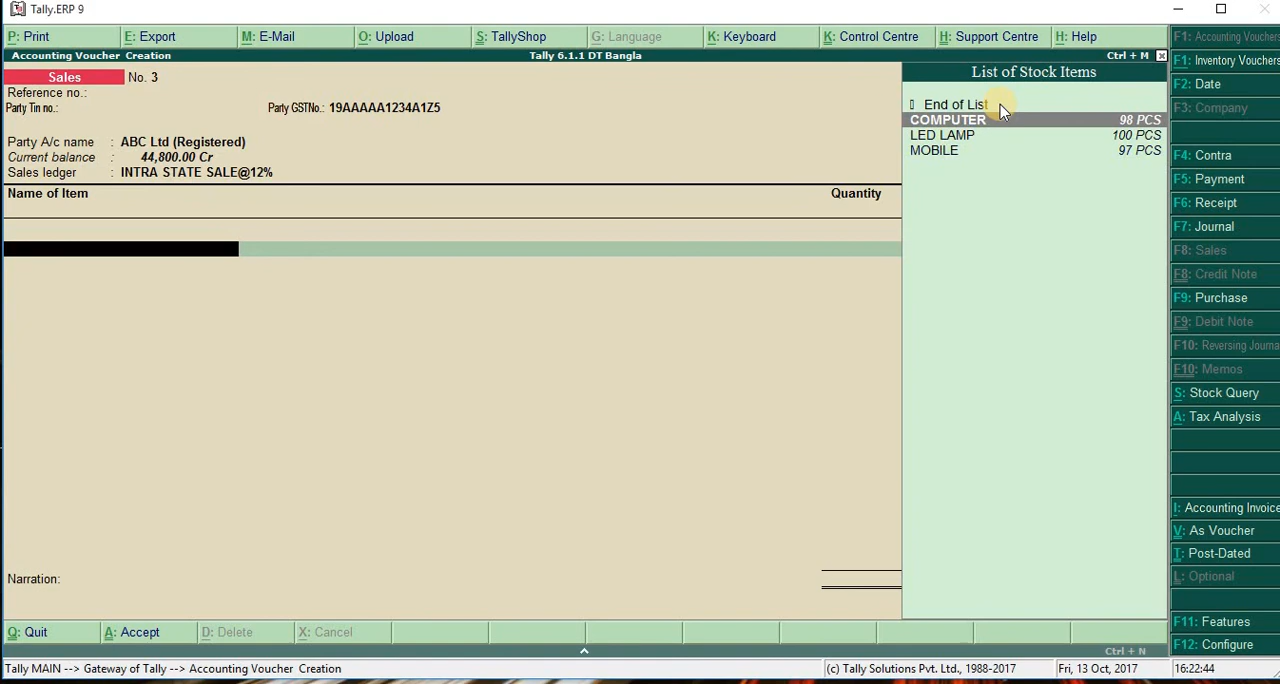 Tally.ERP 9
P: Print E: Export M: E-Mail O: Upload S: TallyShop G: Language K: Keyboard K: Control Centre H: Support Centre H: Help
Accounting Voucher Creation Tally 6.1.1 DT Bangla Ctrl + M
Sales No. 3
Reference no.:
Party Tin no.: Party GSTNo.: 19AAAAA1234A1Z5
Party A/c name : ABC Ltd (Registered)
Current balance : 44,800.00 Cr
Sales ledger : INTRA STATE SALE@12%
Name of Item Quantity
Narration:
List of Stock Items
End of List
COMPUTER 98 PCS
LED LAMP 100 PCS
MOBILE 97 PCS
F1: Accounting Vouchers
F1: Inventory Vouchers
F2: Date
F3: Company
F4: Contra
F5: Payment
F6: Receipt
F7: Journal
F8: Sales
F8: Credit Note
F9: Purchase
F9: Debit Note
F10: Reversing Journa
F10: Memos
S: Stock Query
A: Tax Analysis
I: Accounting Invoice
V: As Voucher
T: Post-Dated
L: Optional
F11: Features
F12: Configure
Q: Quit A: Accept D: Delete X: Cancel
Ctrl + N
Tally MAIN --> Gateway of Tally --> Accounting Voucher Creation (c) Tally Solutions Pvt. Ltd., 1988-2017 Fri, 13 Oct, 2017 16:22:44